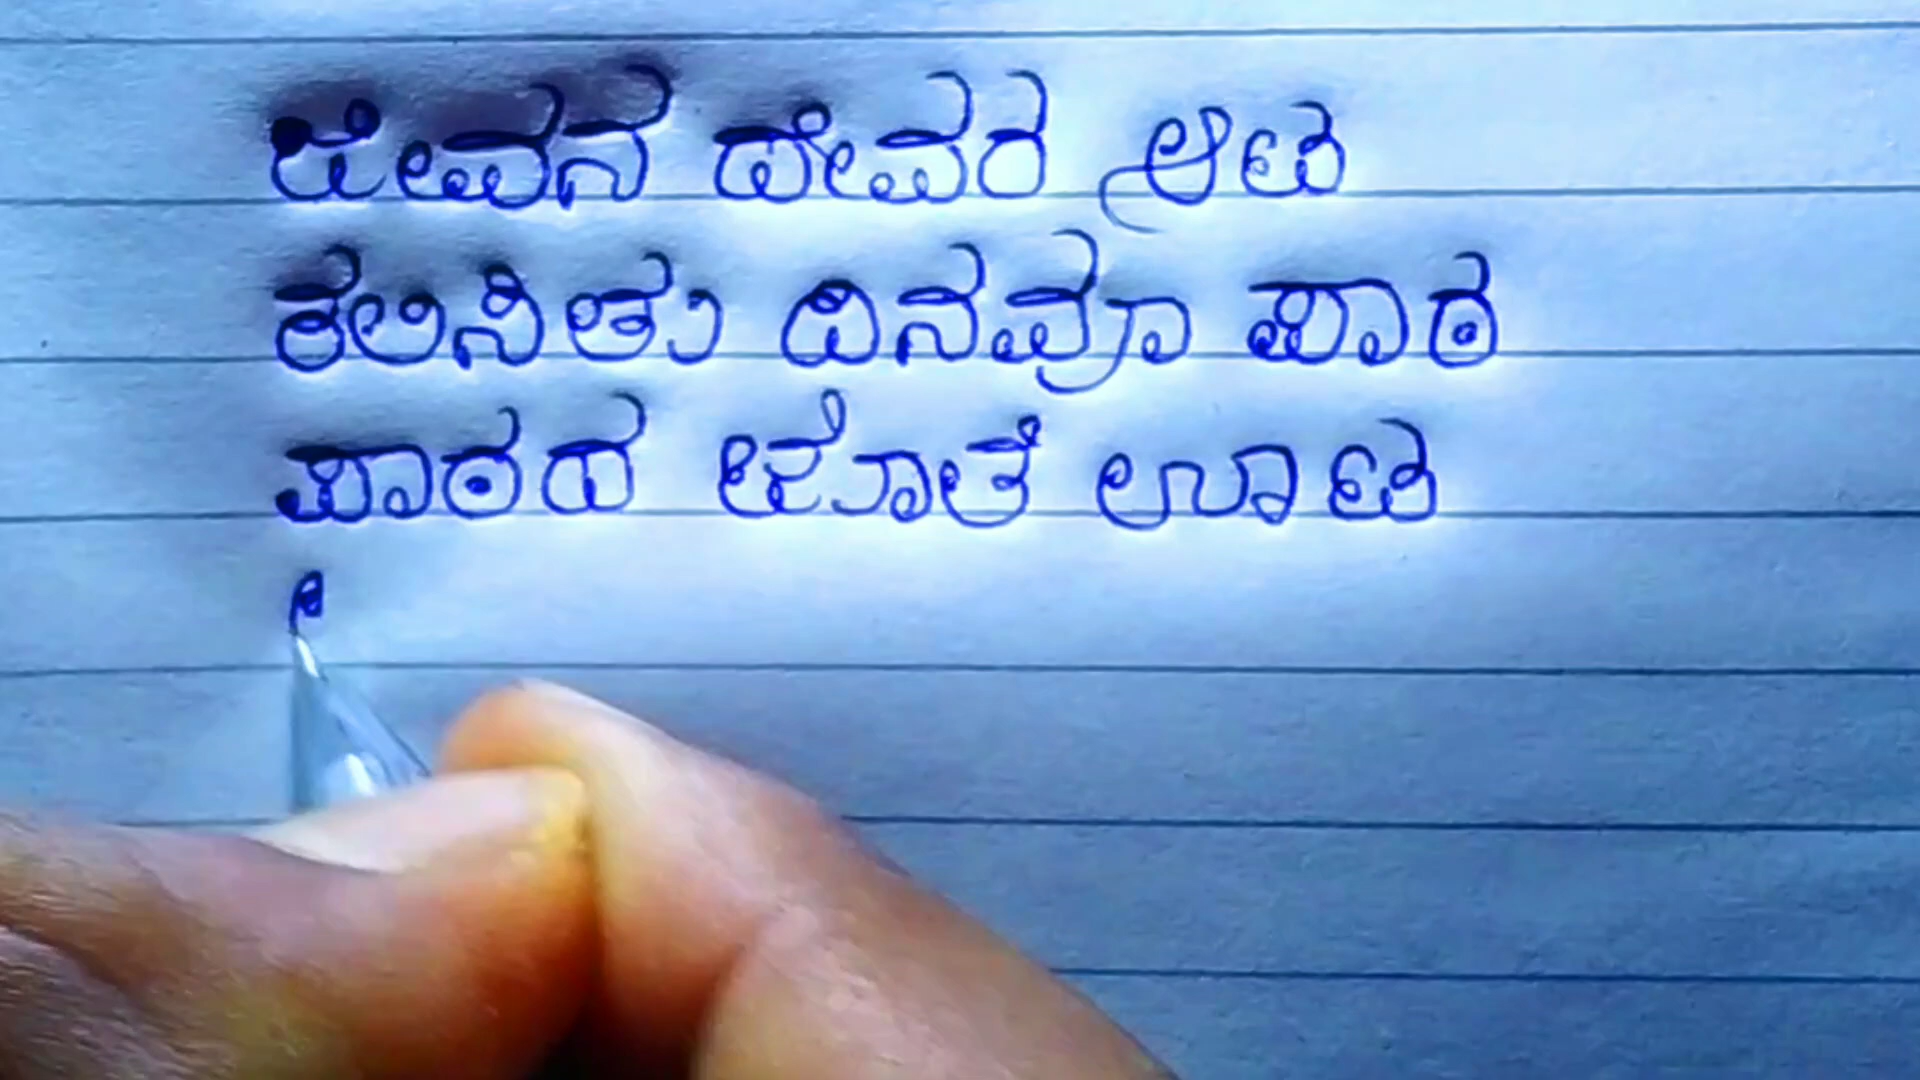 ಜೀವನ ದೇವರ ಆಟ
ಕಲಿಸಿತು ದಿನವೂ ಪಾಠ
ಪಾಠದ ಜೊತೆ ಊಟ